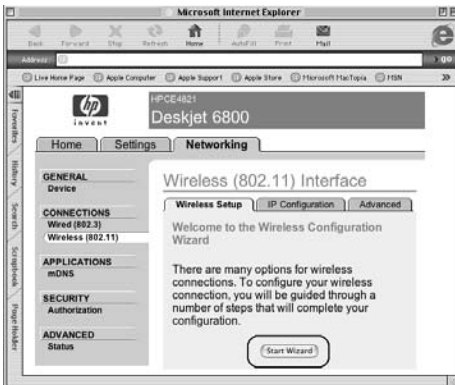 Microsoft Internet Explorer
Back Forward Stop Refresh Home AutoFill Print Mail
Address
Live Home Page Apple Computer Apple Support Apple Store Microsoft MacTopia MSN
Favorites
History
Search
Scrapbook
Page Holder
hp
invent
HPCE4821
Deskjet 6800
Home Settings Networking
GENERAL
Device
CONNECTIONS
Wired (802.3)
Wireless (802.11)
APPLICATIONS
mDNS
SECURITY
Authorization
ADVANCED
Status
Wireless (802.11) Interface
Wireless Setup IP Configuration Advanced
Welcome to the Wireless Configuration
Wizard
There are many options for wireless
connections. To configure your wireless
connection, you will be guided through a
number of steps that will complete your
configuration.
Start Wizard